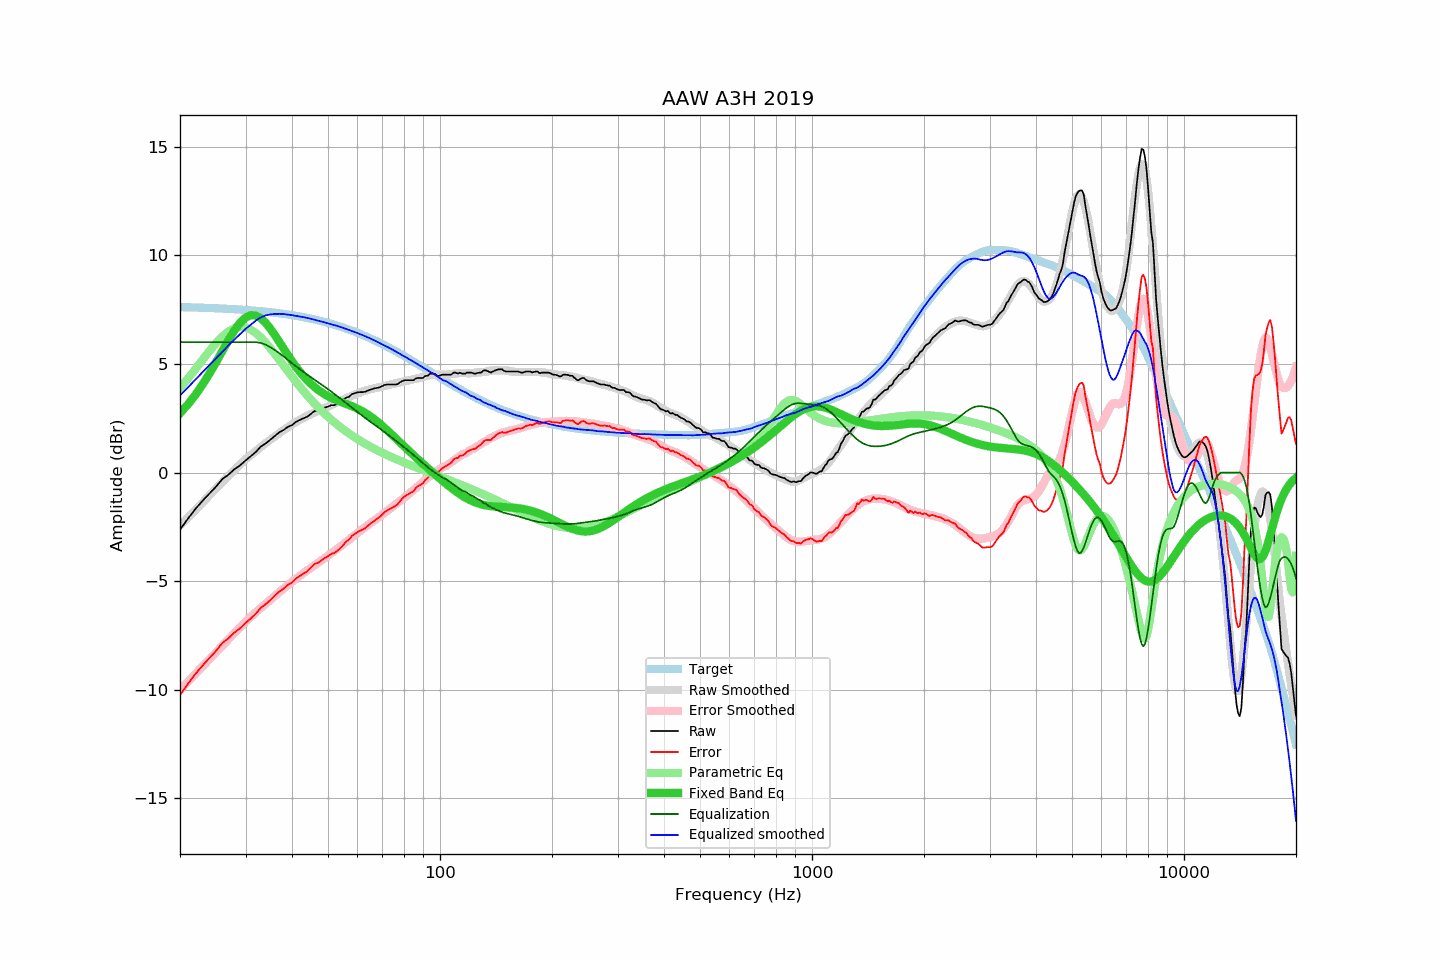 AAW A3H 2019
Amplitude (dBr)
15
10
5
0
−5
−10
−15
Target
Raw Smoothed
Error Smoothed
Raw
Error
Parametric Eq
Fixed Band Eq
Equalization
Equalized smoothed
100
1000
10000
Frequency (Hz)